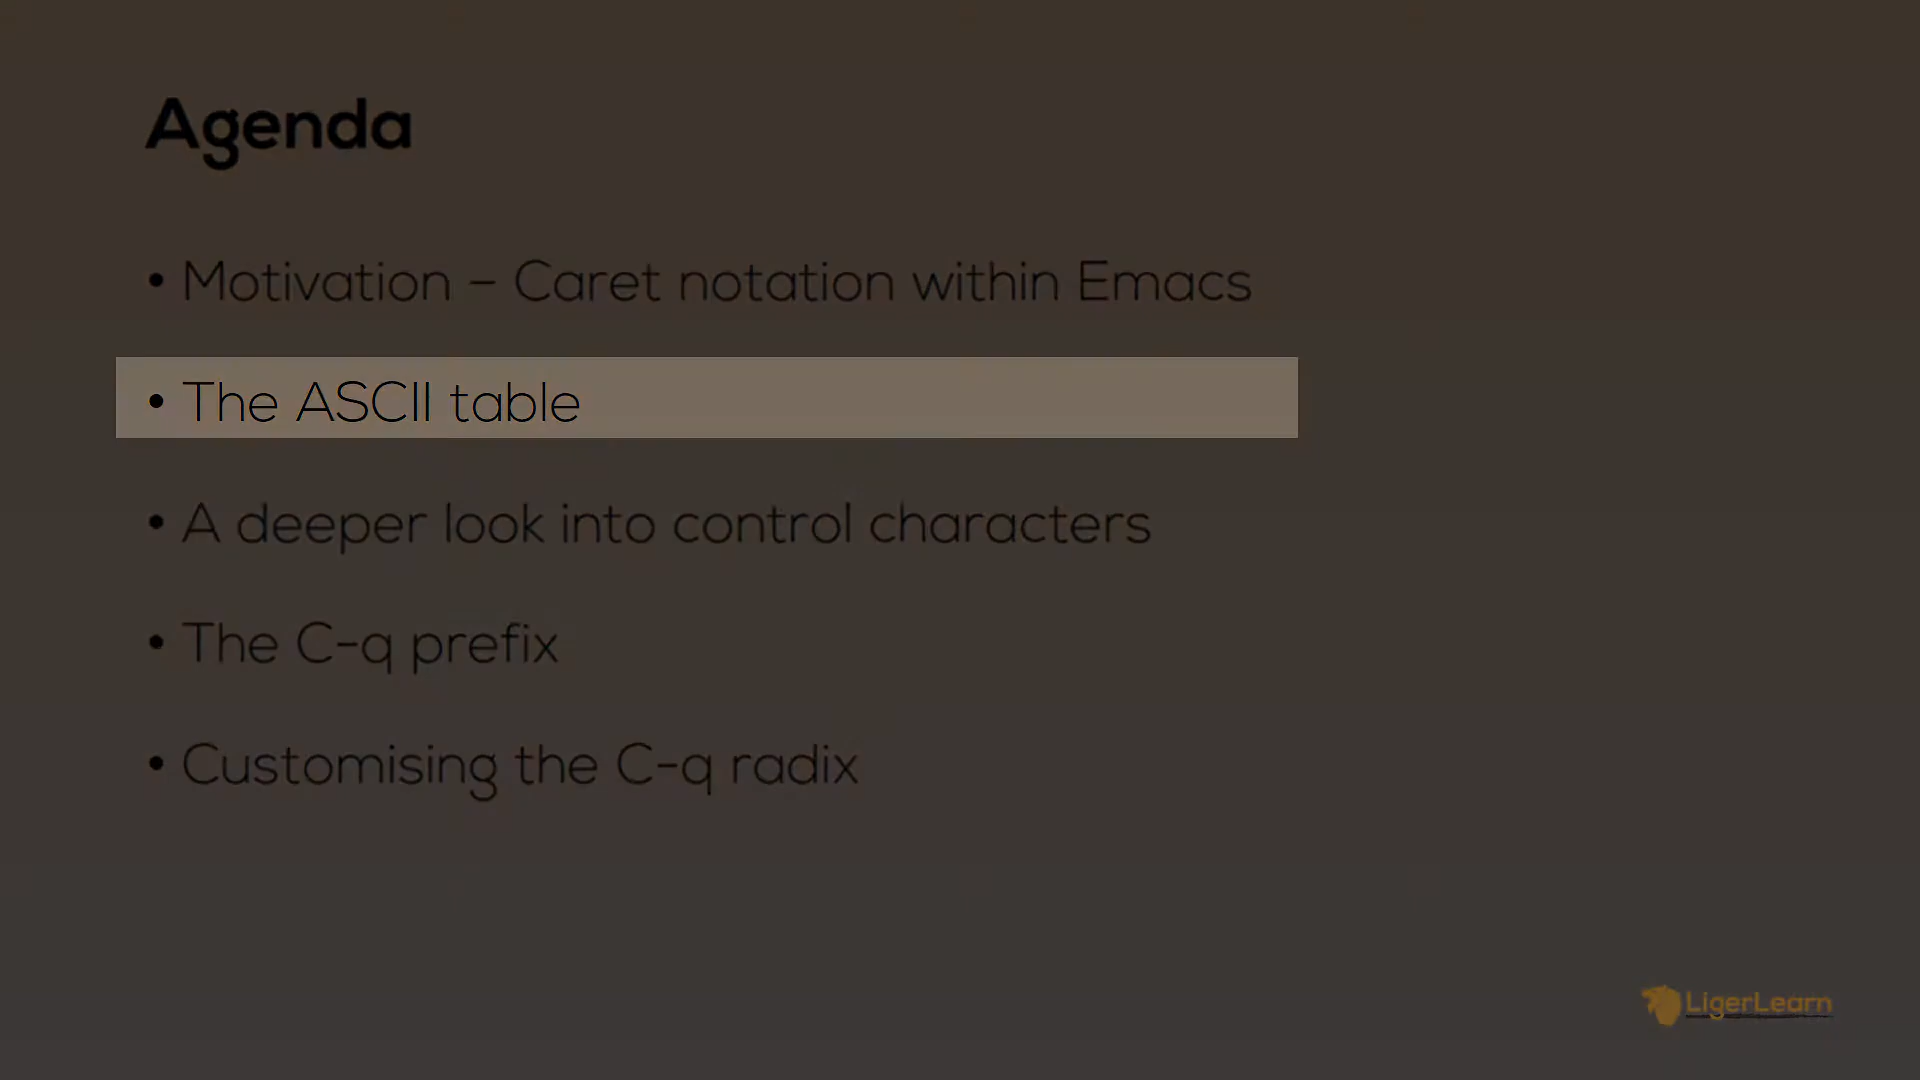 Agenda
• Motivation – Caret notation within Emacs
• The ASCII table
• A deeper look into control characters
• The C-q prefix
• Customising the C-q radix
LigerLearn